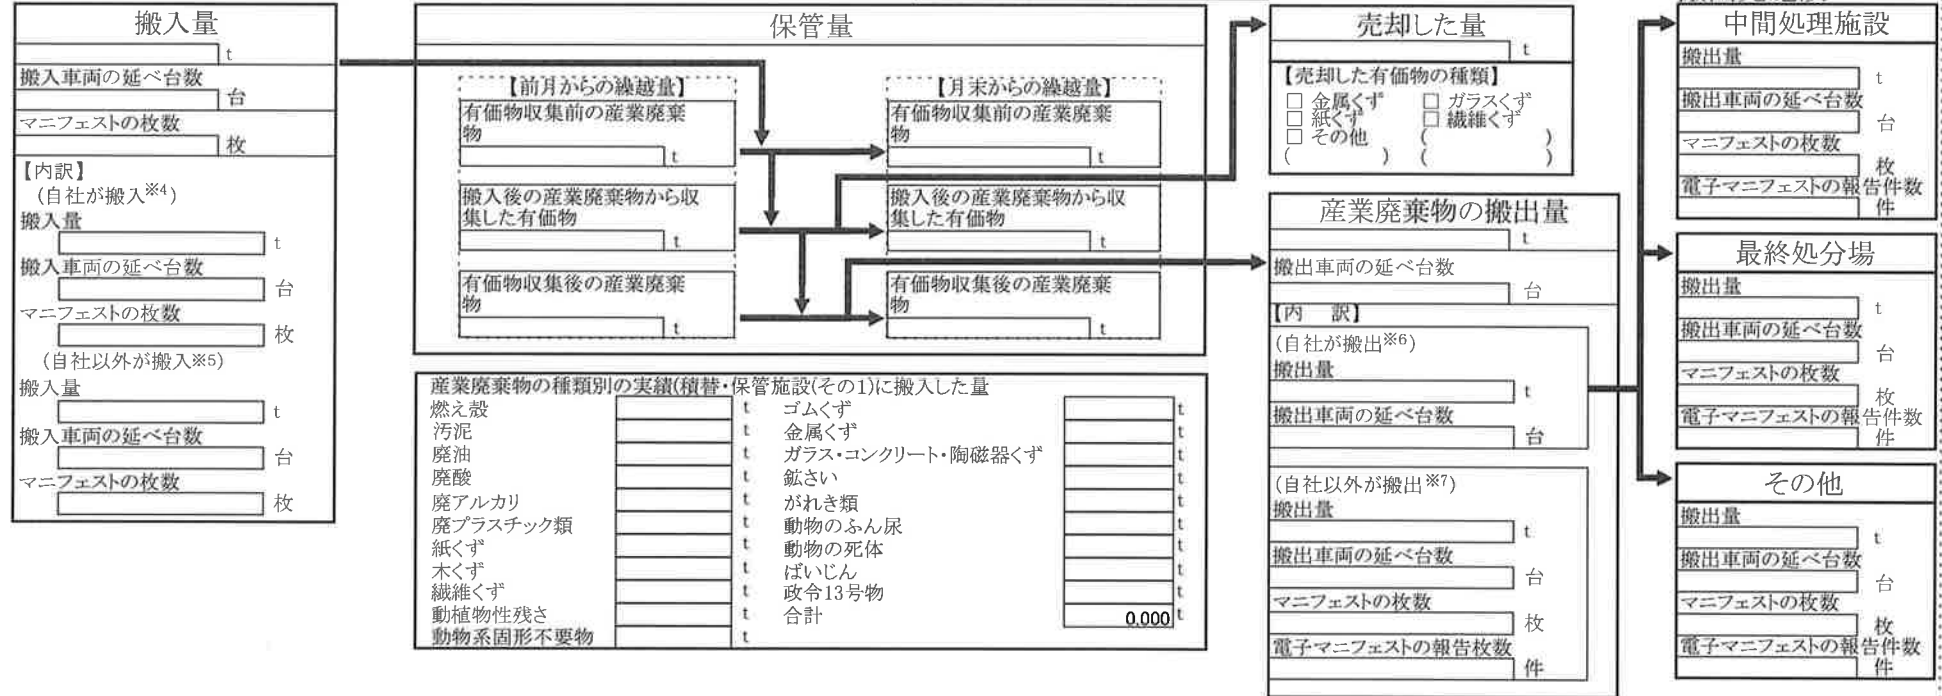 搬入量
t
搬入車両の延べ台数
台
マニフェストの枚数
枚
【内訳】
(自社が搬入※4)
搬入量
t
搬入車両の延べ台数
台
マニフェストの枚数
枚
(自社以外が搬入※5)
搬入量
t
搬入車両の延べ台数
台
マニフェストの枚数
枚
保管量
【前月からの繰越量】
有価物収集前の産業廃棄
物
t
搬入後の産業廃棄物から収
集した有価物
t
有価物収集後の産業廃棄
物
t
【月末からの繰越量】
有価物収集前の産業廃棄
物
t
搬入後の産業廃棄物から収
集した有価物
t
有価物収集後の産業廃棄
物
t
産業廃棄物の種類別の実績(積替・保管施設(その1)に搬入した量
燃え殻 t ゴムくず t
汚泥 t 金属くず t
廃油 t ガラス・コンクリート・陶磁器くず t
廃酸 t 鉱さい t
廃アルカリ t がれき類 t
廃プラスチック類 t 動物のふん尿 t
紙くず t 動物の死体 t
木くず t ばいじん t
繊維くず t 政令13号物 t
動植物性残さ t 合計 0.000 t
動物系固形不要物 t
売却した量
t
【売却した有価物の種類】
□ 金属くず □ ガラスくず
□ 紙くず □ 繊維くず
□ その他 ( )
( ) ( )
産業廃棄物の搬出量
t
搬出車両の延べ台数
台
【内 訳】
(自社が搬出※6)
搬出量
t
搬出車両の延べ台数
台
(自社以外が搬出※7)
搬出量
t
搬出車両の延べ台数
台
マニフェストの枚数
枚
電子マニフェストの報告枚数
件
中間処理施設
搬出量
t
搬出車両の延べ台数
台
マニフェストの枚数
枚
電子マニフェストの報告件数
件
最終処分場
搬出量
t
搬出車両の延べ台数
台
マニフェストの枚数
枚
電子マニフェストの報告件数
件
その他
搬出量
t
搬出車両の延べ台数
台
マニフェストの枚数
枚
電子マニフェストの報告件数
件